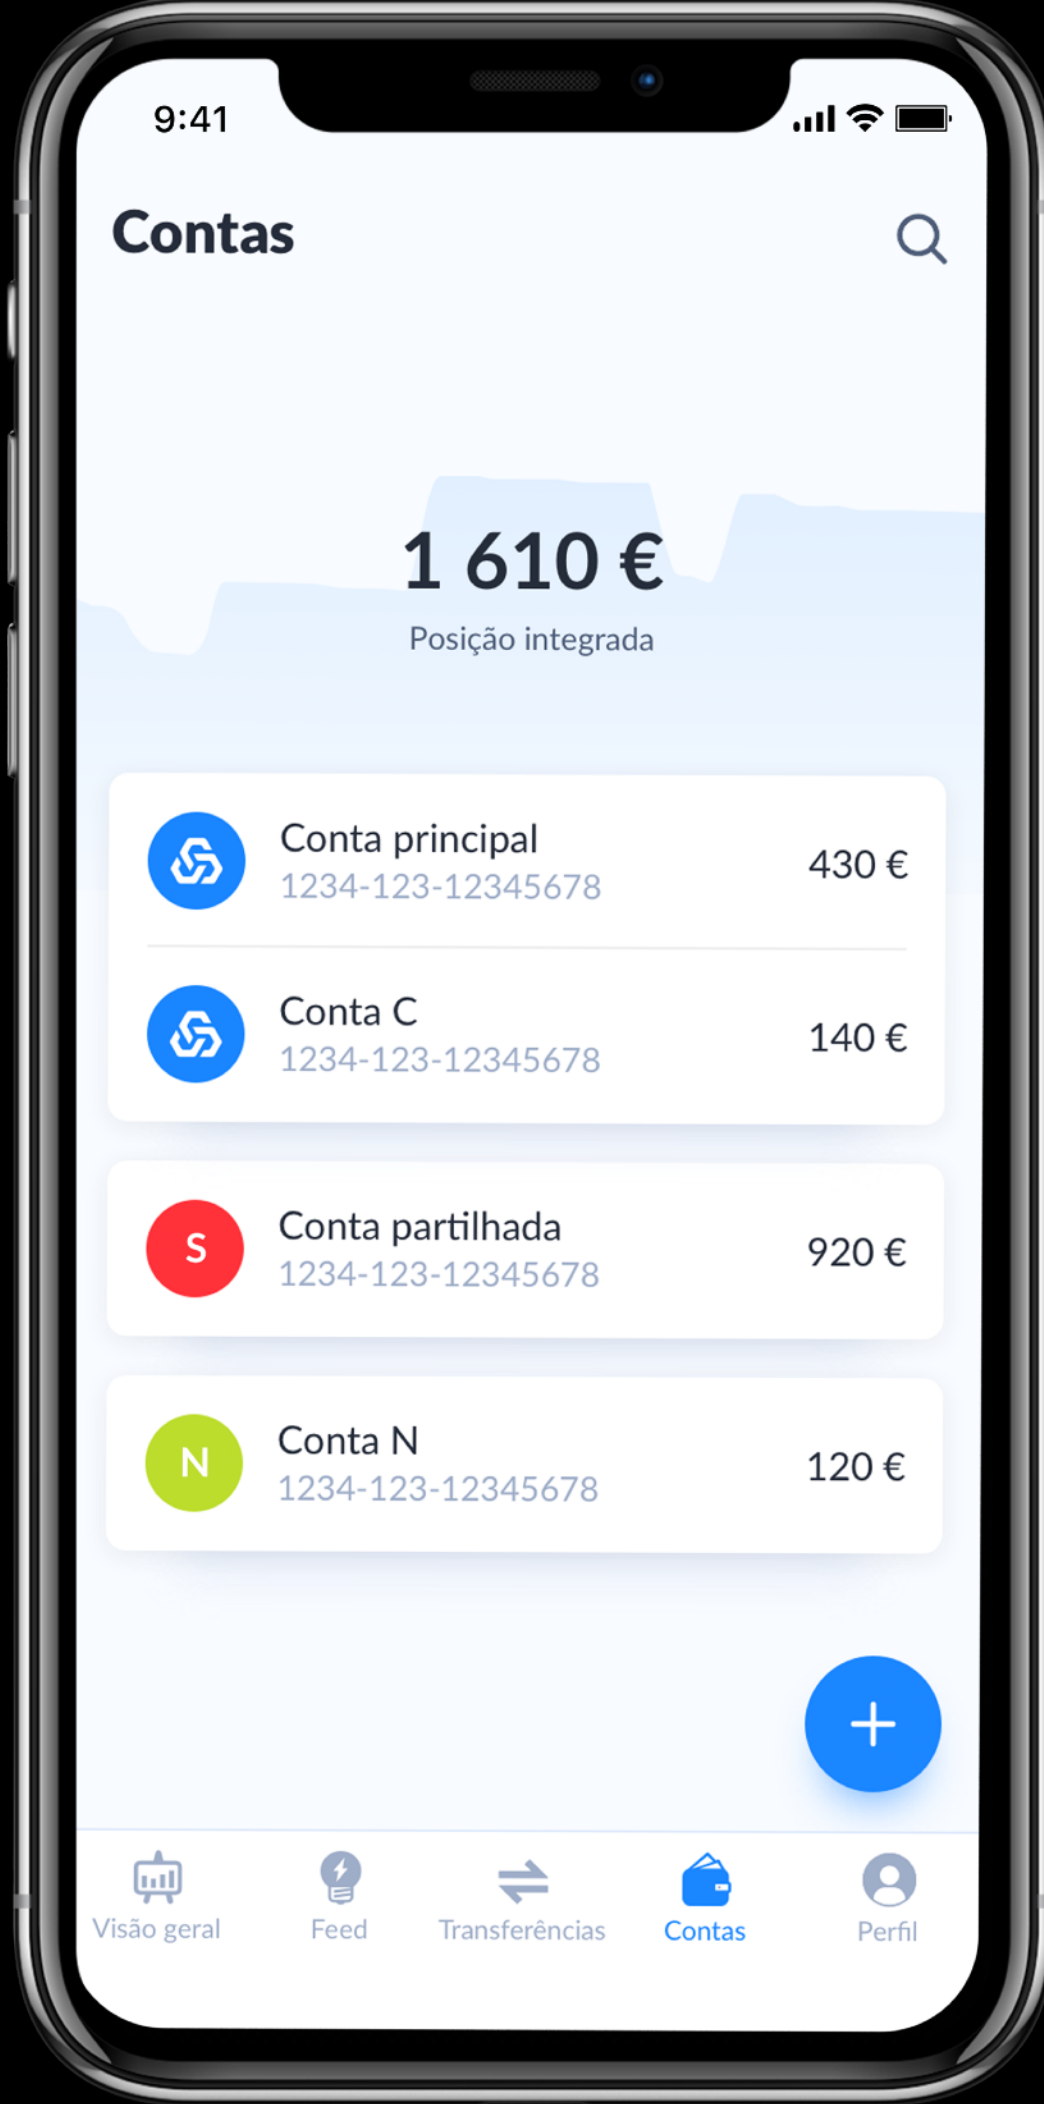 9:41
Contas
1 610 €
Posição integrada
Conta principal
1234-123-12345678
430 €
Conta C
1234-123-12345678
140 €
S
Conta partilhada
1234-123-12345678
920 €
N
Conta N
1234-123-12345678
120 €
+
Visão geral
Feed
Transferências
Contas
Perfil